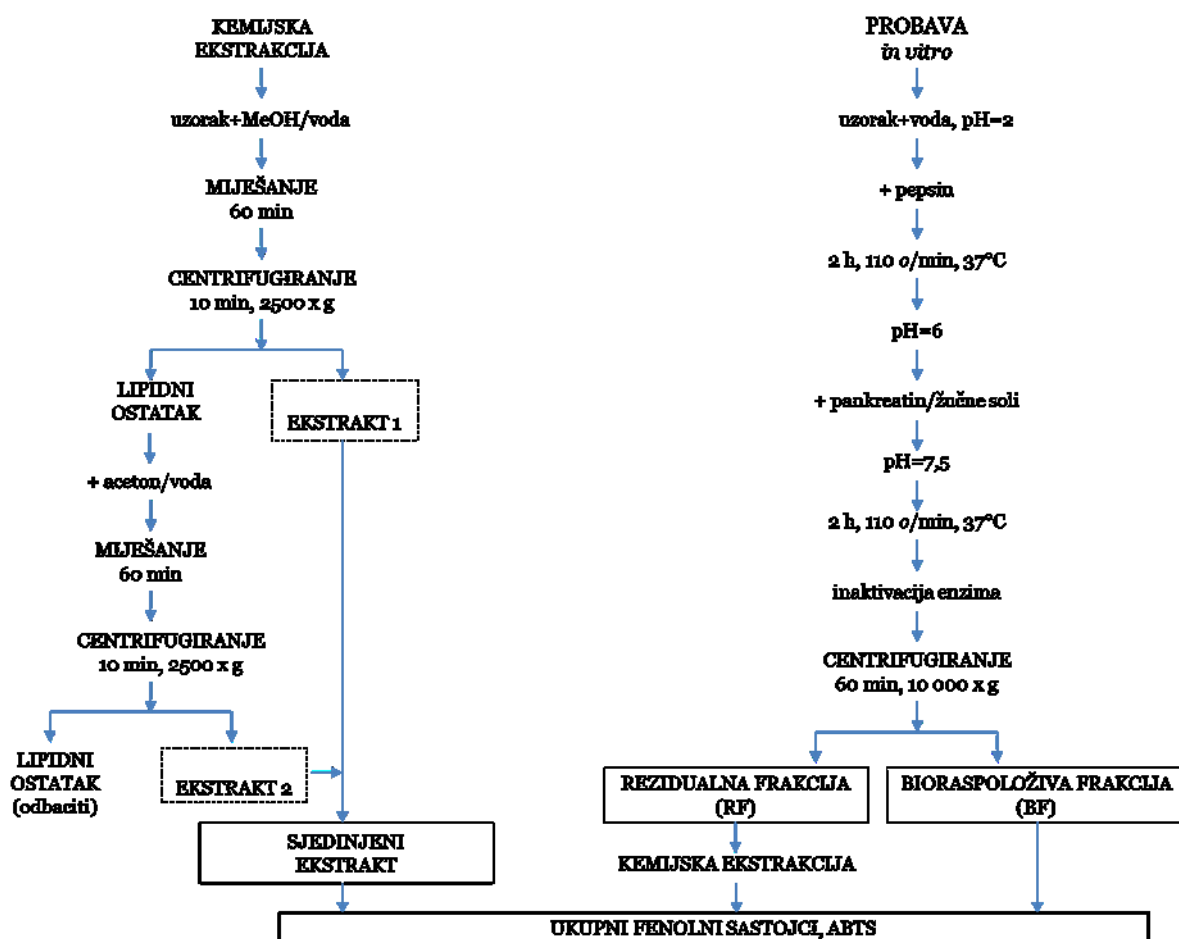 KEMIJSKA
EKSTRAKCIJA
uzorak+MeOH/voda
MIJEŠANJE
60 min
CENTRIFUGIRANJE
10 min, 2500 x g
LIPIDNI
OSTATAK
EKSTRAKT 1
+ aceton/voda
MIJEŠANJE
60 min
CENTRIFUGIRANJE
10 min, 2500 x g
LIPIDNI
OSTATAK
(odbaciti)
EKSTRAKT 2
SJEDINJENI
EKSTRAKT
PROBAVA
in vitro
uzorak+voda, pH=2
+ pepsin
2 h, 110 o/min, 37°C
pH=6
+ pankreatin/žučne soli
pH=7,5
2 h, 110 o/min, 37°C
inaktivacija enzima
CENTRIFUGIRANJE
60 min, 10 000 x g
REZIDUALNA FRAKCIJA
(RF)
BIORASPOLOŽIVA FRAKCIJA
(BF)
KEMIJSKA EKSTRAKCIJA
UKUPNI FENOLNI SASTOJCI, ABTS